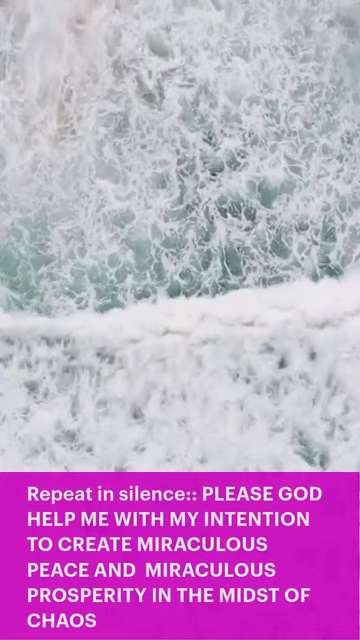 Repeat in silence:: PLEASE GOD
HELP ME WITH MY INTENTION
TO CREATE MIRACULOUS
PEACE AND  MIRACULOUS
PROSPERITY IN THE MIDST OF
CHAOS